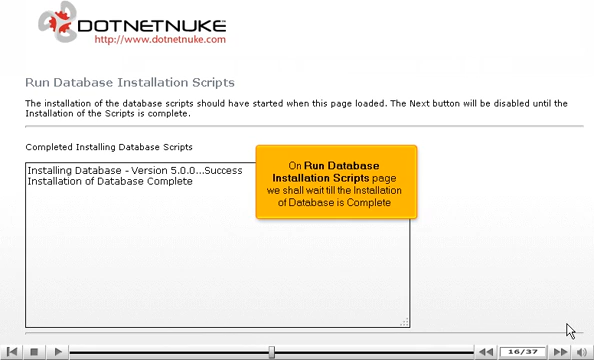 DOTNETNUKE
http://www.dotnetnuke.com
Run Database Installation Scripts
The installation of the database scripts should have started when this page loaded. The Next button will be disabled until the
Installation of the Scripts is complete.
Completed Installing Database Scripts
Installing Database - Version 5.0.0...Success
Installation of Database Complete
On Run Database
Installation Scripts page
we shall wait till the Installation
of Database is Complete
16/37